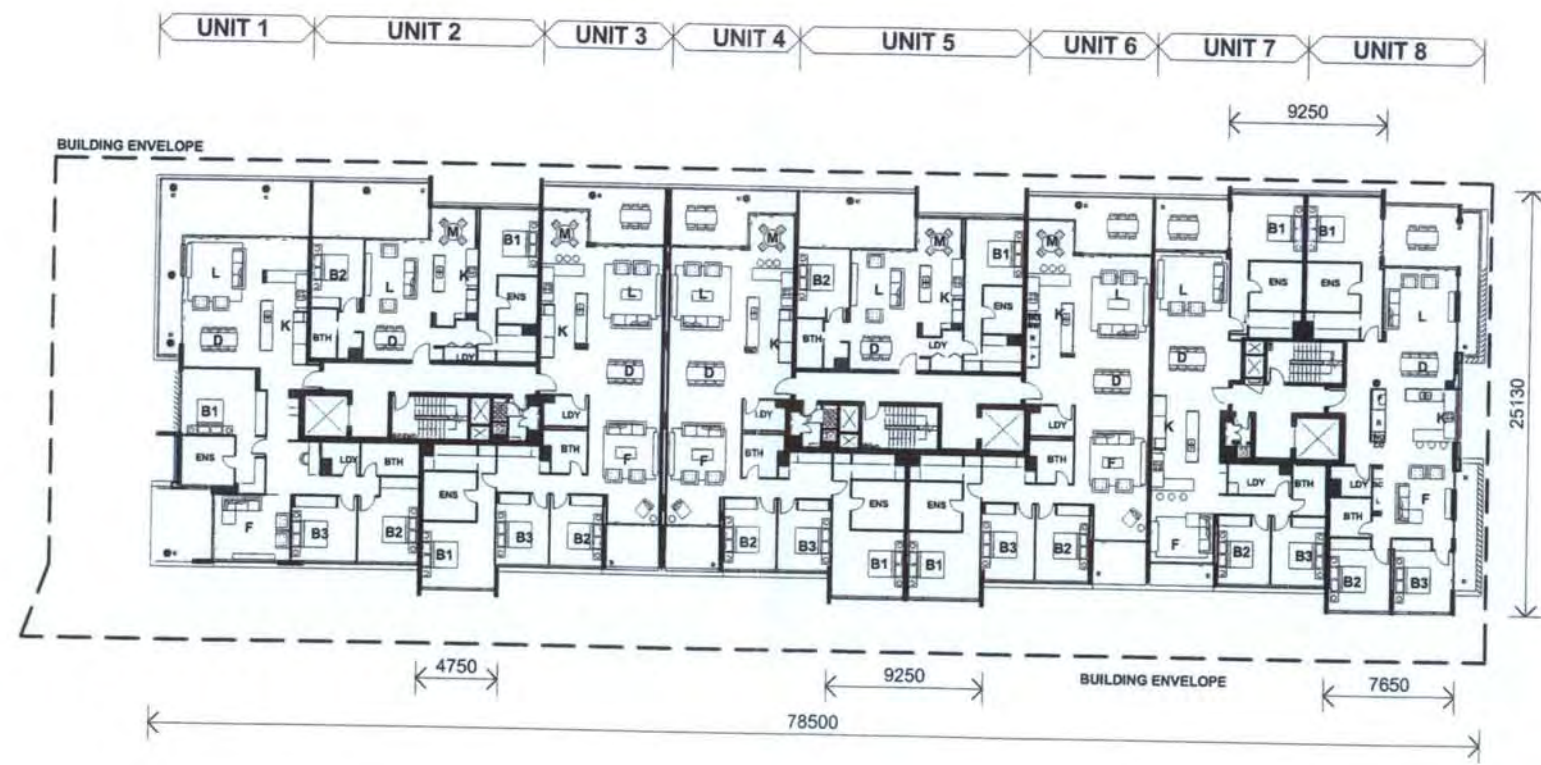 UNIT 1
UNIT 2
UNIT 3
UNIT 4
UNIT 5
UNIT 6
UNIT 7
UNIT 8
9250
BUILDING ENVELOPE
M
B1
B2
L
K
ENS
BTH
D
LDY
L
K
D
M
L
K
D
LDY
BTH
F
M
L
K
D
LDY
BTH
F
B2
L
M
K
B1
ENS
BTH
D
LDY
M
L
K
D
LDY
BTH
F
L
D
K
LDY
BTH
F
B1
ENS
B1
ENS
L
D
K
F
LDY
BTH
B1
ENS
F
LDY
BTH
B3
B2
ENS
B1
B3
B2
B2
B3
ENS
B1
ENS
B1
B3
B2
B2
B3
B2
B3
25130
4750
9250
BUILDING ENVELOPE
7650
78500